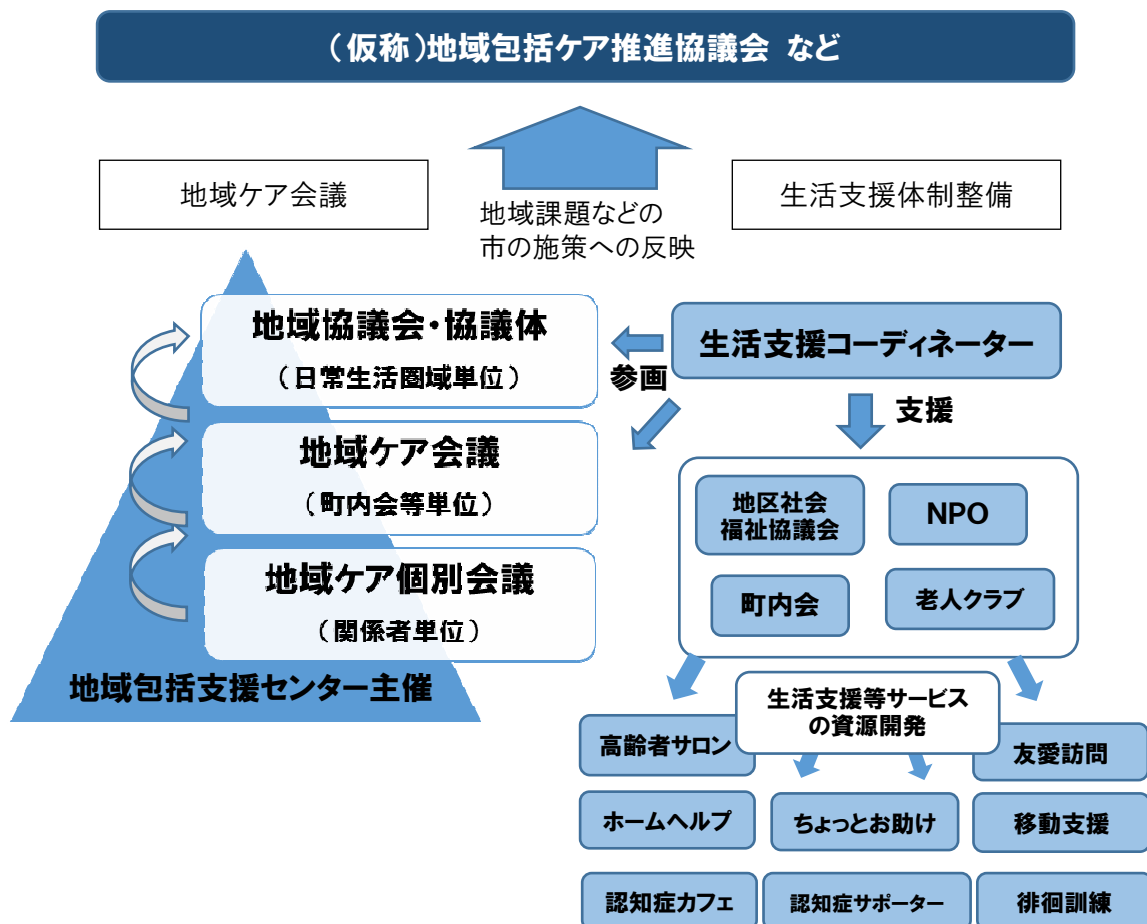 （仮称）地域包括ケア推進協議会 など
地域ケア会議
地域課題などの
市の施策への反映
生活支援体制整備
地域協議会・協議体
（日常生活圏域単位）
地域ケア会議
（町内会等単位）
地域ケア個別会議
（関係者単位）
地域包括支援センター主催
生活支援コーディネーター
参画
支援
地区社会
福祉協議会
NPO
町内会
老人クラブ
生活支援等サービス
の資源開発
高齢者サロン
友愛訪問
ホームヘルプ
ちょっとお助け
移動支援
認知症カフェ
認知症サポーター
徘徊訓練